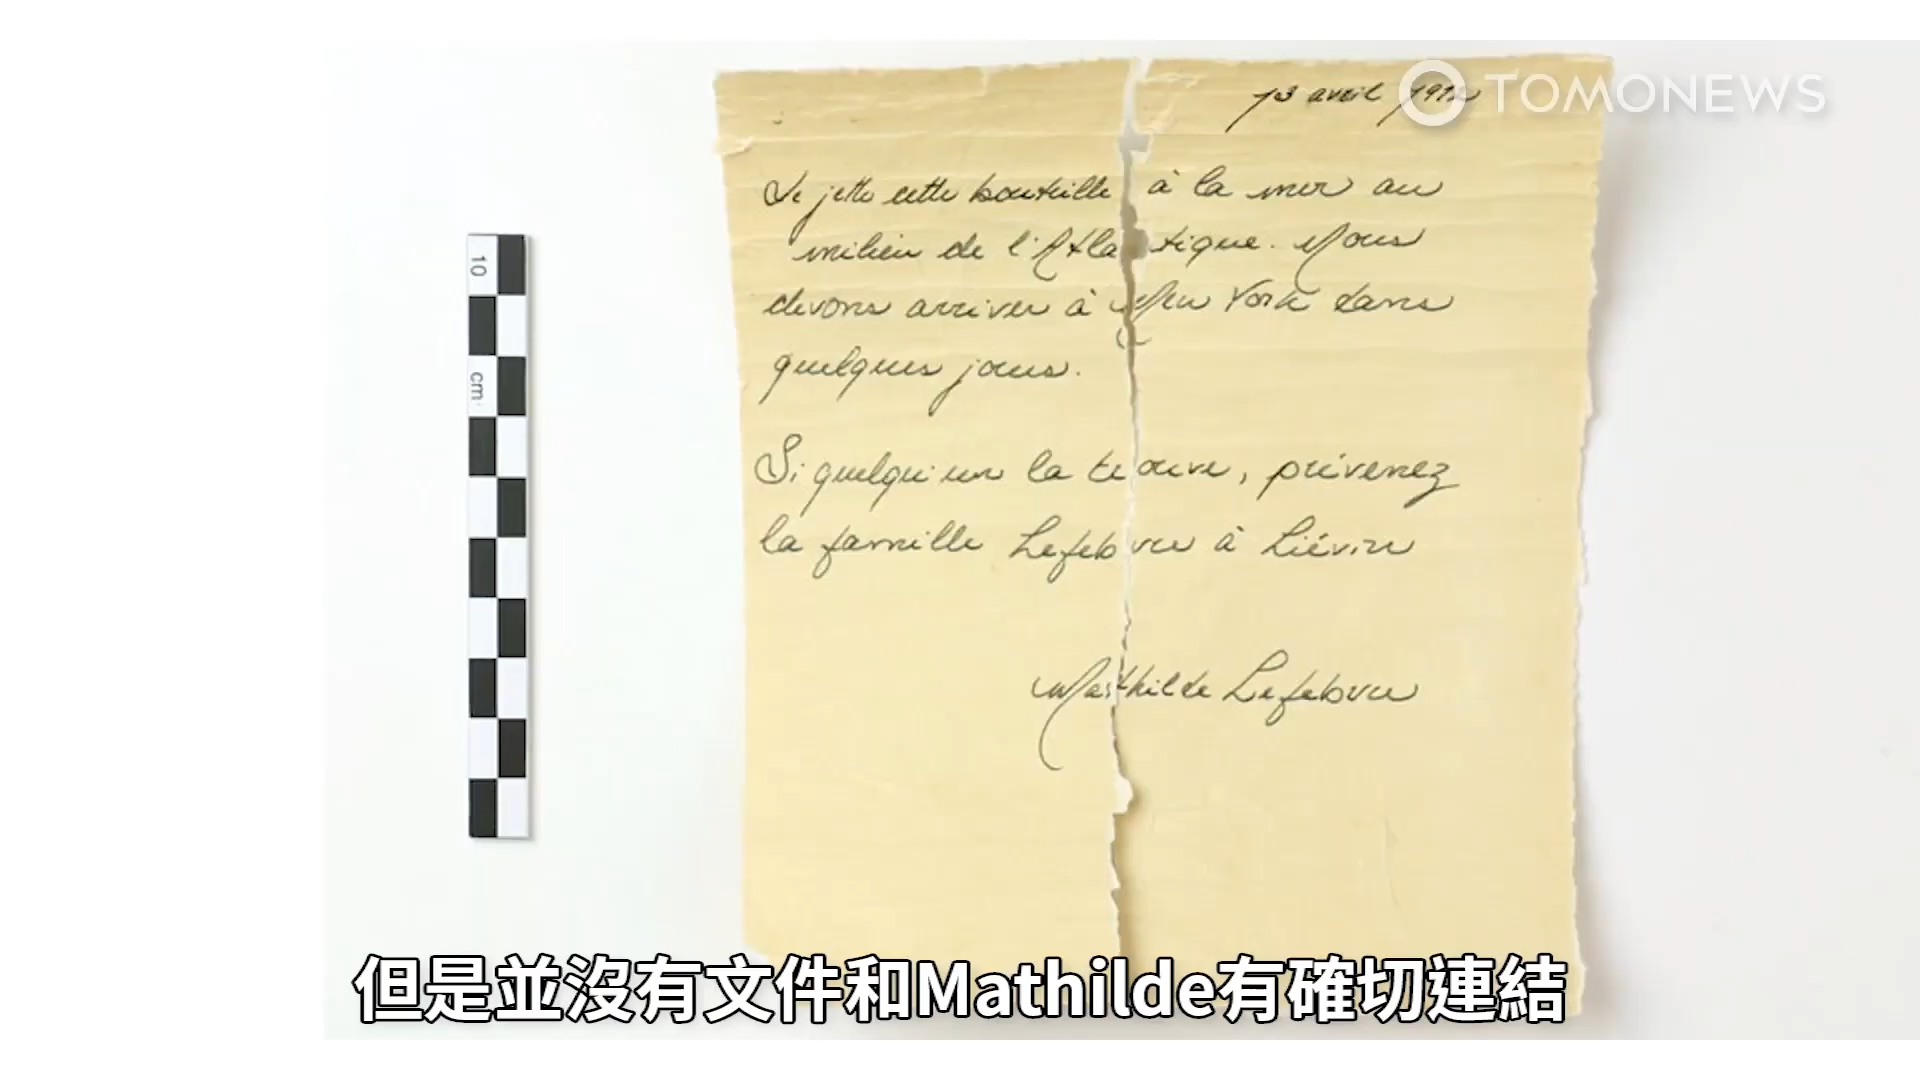 TOMONEWS
13 avril 1912
Je jette cette bouteille à la mer au
milieu de l'Atlantique. Nous
devons arriver à New York dans
quelques jours.
Si quelqu'un la trouve, prévenez
la famille Lefebvre à Liévin
Mathilde Lefebvre
10
cm
但是並沒有文件和Mathilde有確切連結